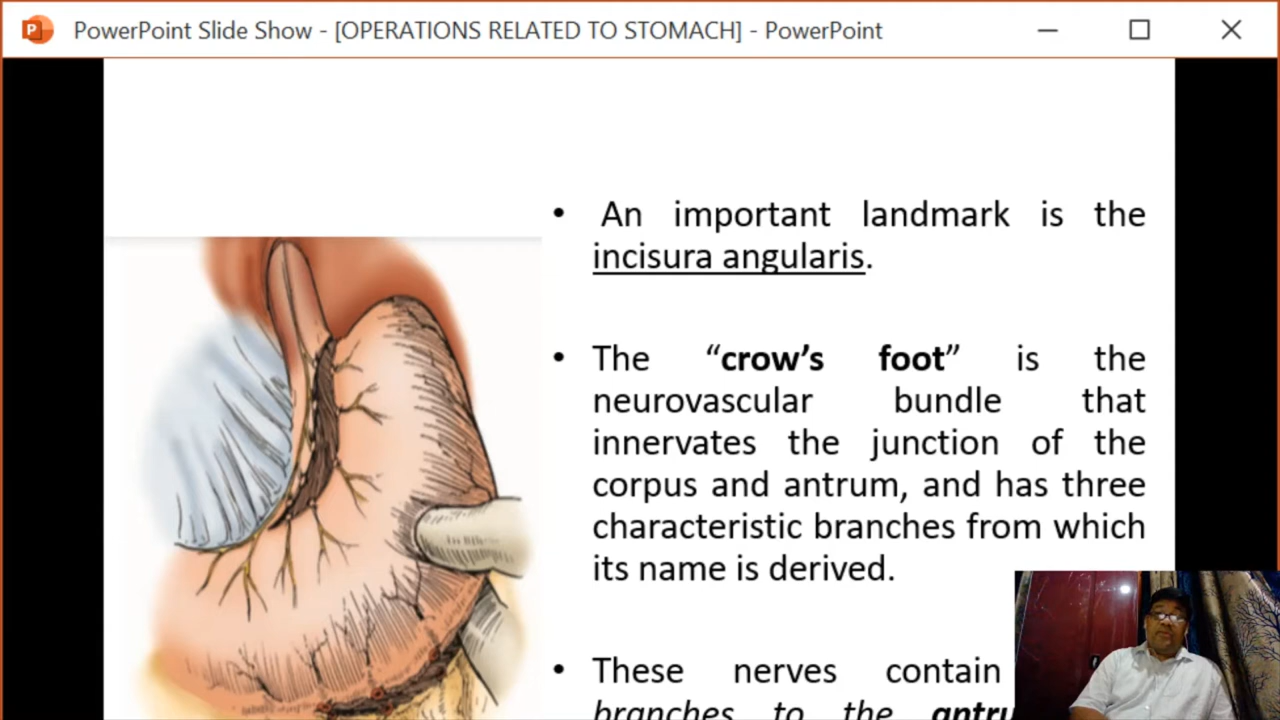 PowerPoint Slide Show - [OPERATIONS RELATED TO STOMACH] - PowerPoint
• An important landmark is the
incisura angularis.
• The “crow’s foot” is the
neurovascular bundle that
innervates the junction of the
corpus and antrum, and has three
characteristic branches from which
its name is derived.
• These nerves contain
branches to the